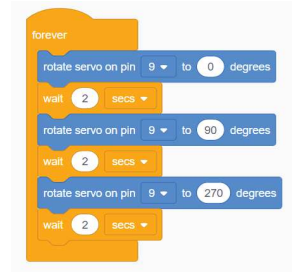 forever
rotate servo on pin 9 to 0 degrees
wait 2 secs
rotate servo on pin 9 to 90 degrees
wait 2 secs
rotate servo on pin 9 to 270 degrees
wait 2 secs